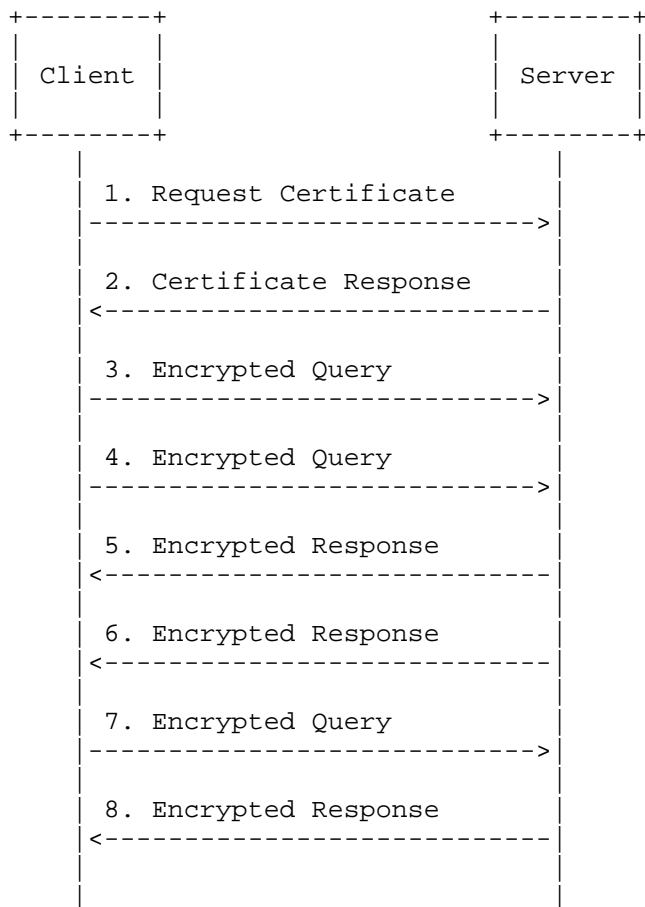 Client Server
1. Request Certificate
2. Certificate Response
3. Encrypted Query
4. Encrypted Query
5. Encrypted Response
6. Encrypted Response
7. Encrypted Query
8. Encrypted Response